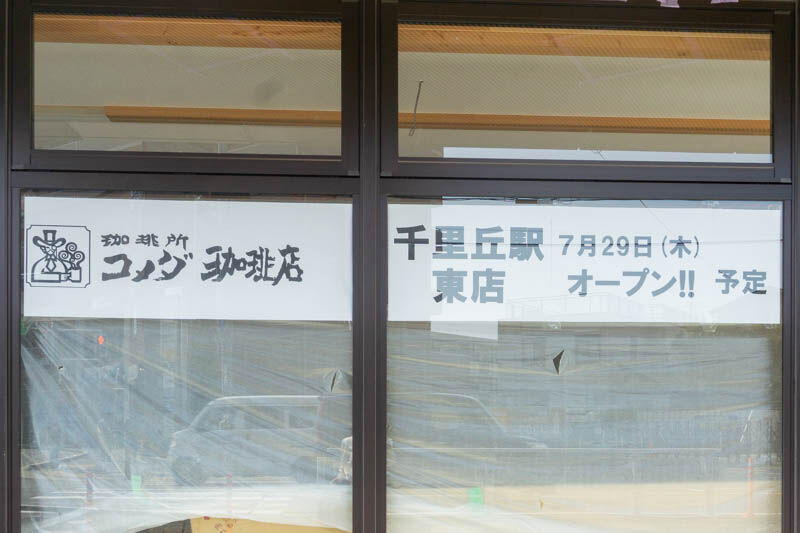 珈琲所
コメダ 珈琲店
千里丘駅 7月29日(木)
東店 オープン!! 予定